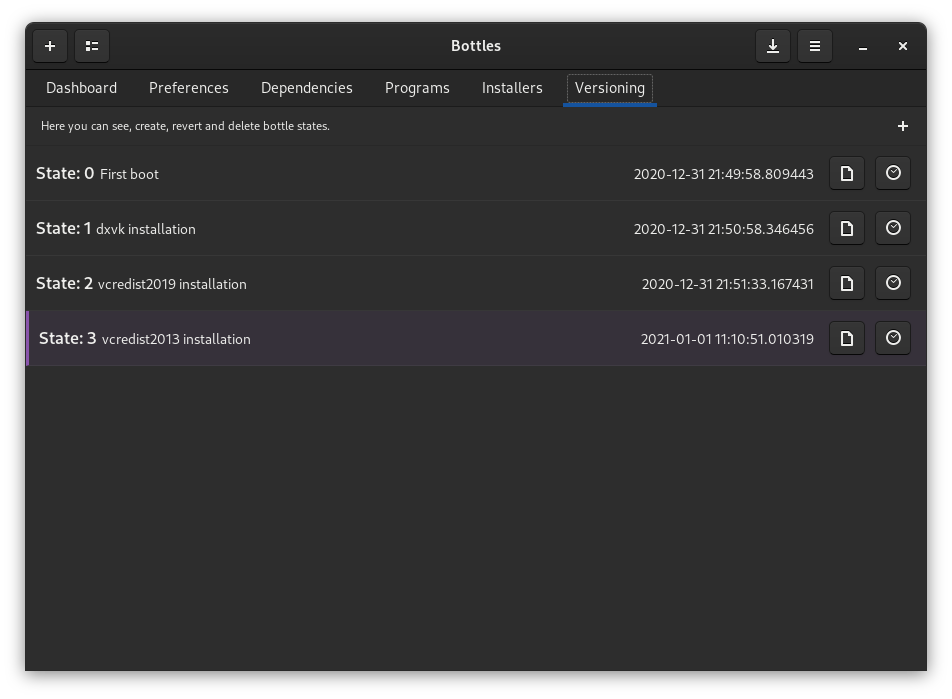 Bottles
Dashboard Preferences Dependencies Programs Installers Versioning
Here you can see, create, revert and delete bottle states.
State: 0 First boot 2020-12-31 21:49:58.809443
State: 1 dxvk installation 2020-12-31 21:50:58.346456
State: 2 vcredist2019 installation 2020-12-31 21:51:33.167431
State: 3 vcredist2013 installation 2021-01-01 11:10:51.010319